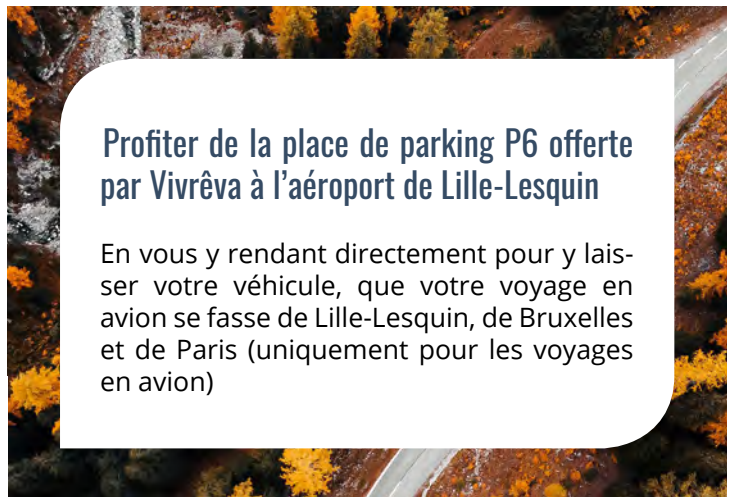 Profiter de la place de parking P6 offerte
par Vivrêva à l’aéroport de Lille-Lesquin
En vous y rendant directement pour y lais-
ser votre véhicule, que votre voyage en
avion se fasse de Lille-Lesquin, de Bruxelles
et de Paris (uniquement pour les voyages
en avion)